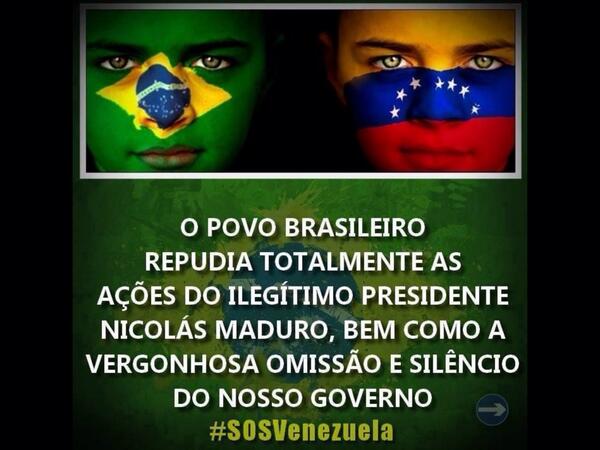 O POVO BRASILEIRO
REPUDIA TOTALMENTE AS
AÇÕES DO ILEGÍTIMO PRESIDENTE
NICOLÁS MADURO, BEM COMO A
VERGONHOSA OMISSÃO E SILÊNCIO
DO NOSSO GOVERNO
#SOSVenezuela